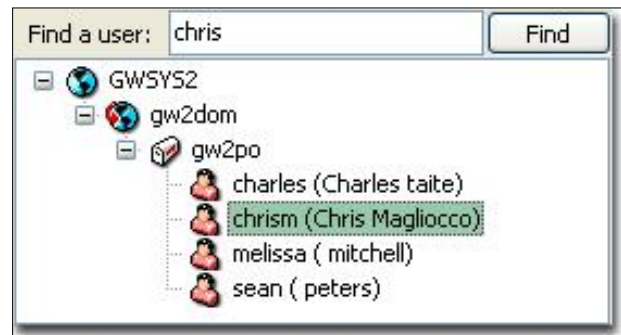 Find a user: chris Find
GWSYS2
gw2dom
gw2po
charles (Charles taite)
chrism (Chris Magliocco)
melissa ( mitchell)
sean ( peters)